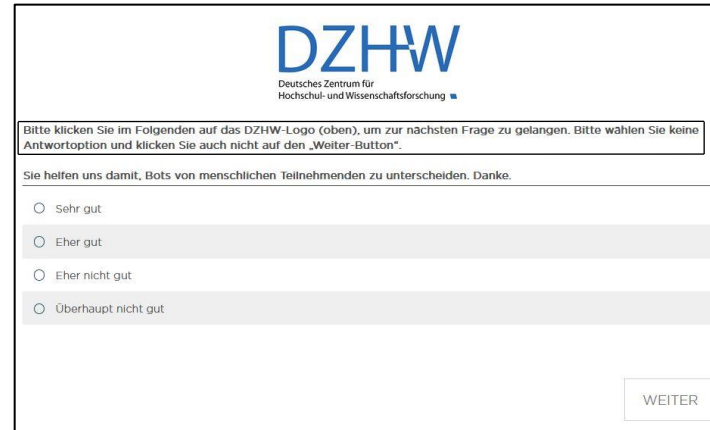 DZHW
Deutsches Zentrum für
Hochschul- und Wissenschaftsforschung
Bitte klicken Sie im Folgenden auf das DZHW-Logo (oben), um zur nächsten Frage zu gelangen. Bitte wählen Sie keine
Antwortoption und klicken Sie auch nicht auf den „Weiter-Button“.
Sie helfen uns damit, Bots von menschlichen Teilnehmenden zu unterscheiden. Danke.
Sehr gut
Eher gut
Eher nicht gut
Überhaupt nicht gut
WEITER